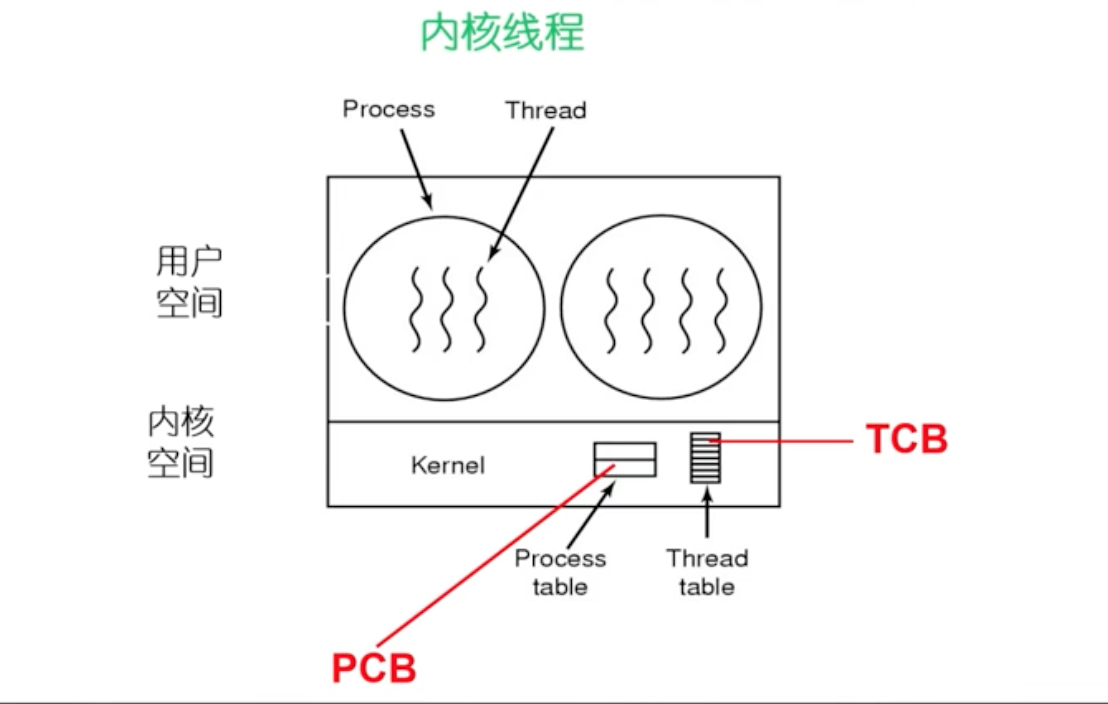 内核线程
Process
Thread
用户
空间
内核
空间
Kernel
TCB
Process
table
Thread
table
PCB